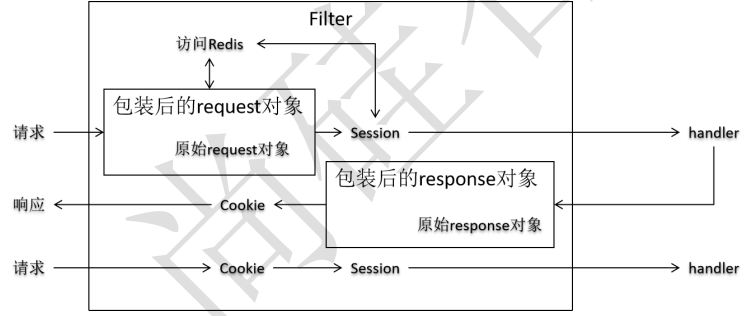 Filter
访问Redis
包装后的request对象
请求
Session
handler
原始request对象
包装后的response对象
响应
Cookie
原始response对象
请求
Cookie
Session
handler
尚硅谷